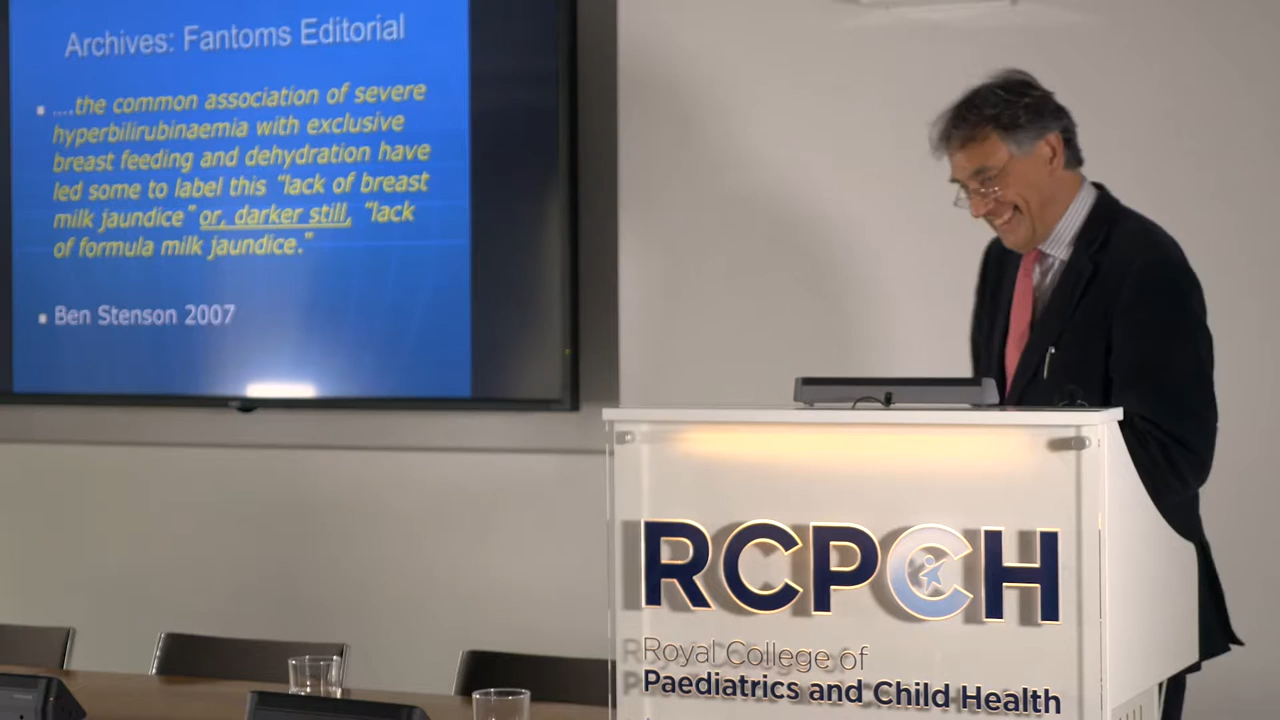 Archives: Fantoms Editorial
....the common association of severe
hyperbilirubinaemia with exclusive
breast feeding and dehydration have
led some to label this "lack of breast
milk jaundice" or, darker still, "lack
of formula milk jaundice."
Ben Stenson 2007
RCPCH
Royal College of
Paediatrics and Child Health